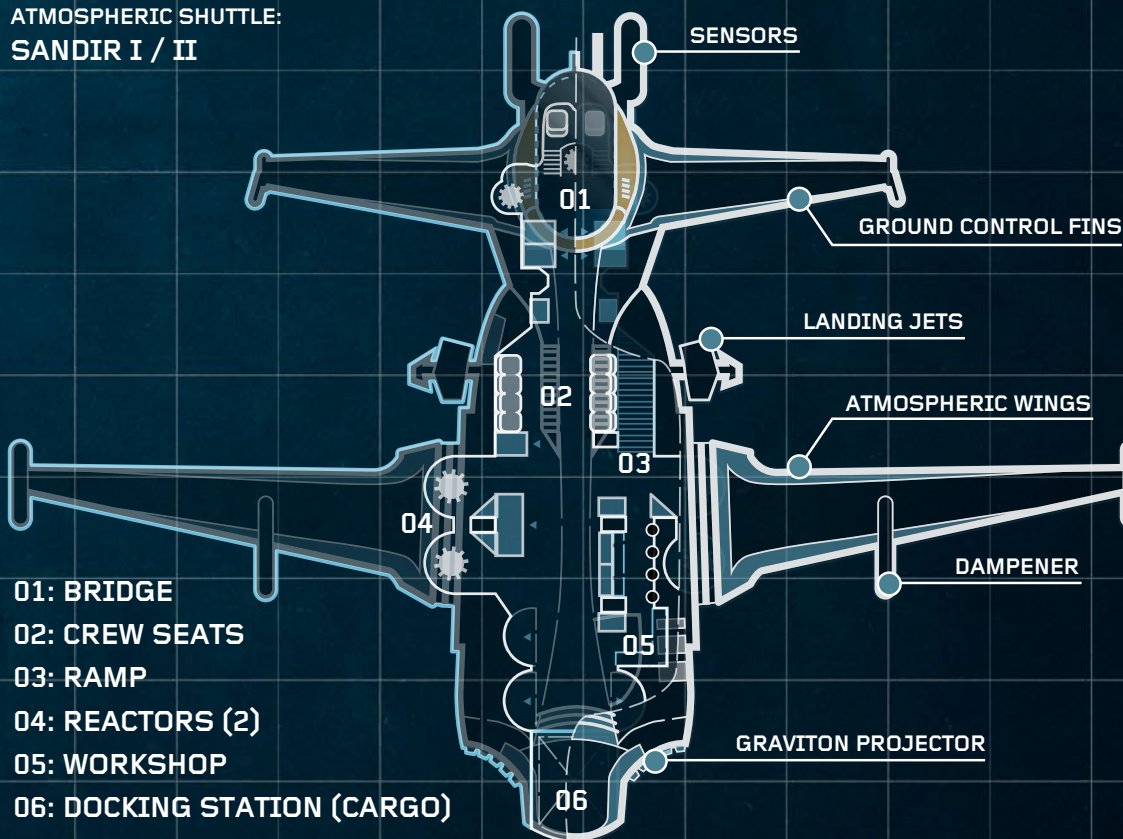 ATMOSPHERIC SHUTTLE:
SANDIR I / II
SENSORS
01
GROUND CONTROL FINS
LANDING JETS
02
ATMOSPHERIC WINGS
03
04
DAMPENER
05
GRAVITON PROJECTOR
06
01: BRIDGE
02: CREW SEATS
03: RAMP
04: REACTORS (2)
05: WORKSHOP
06: DOCKING STATION (CARGO)